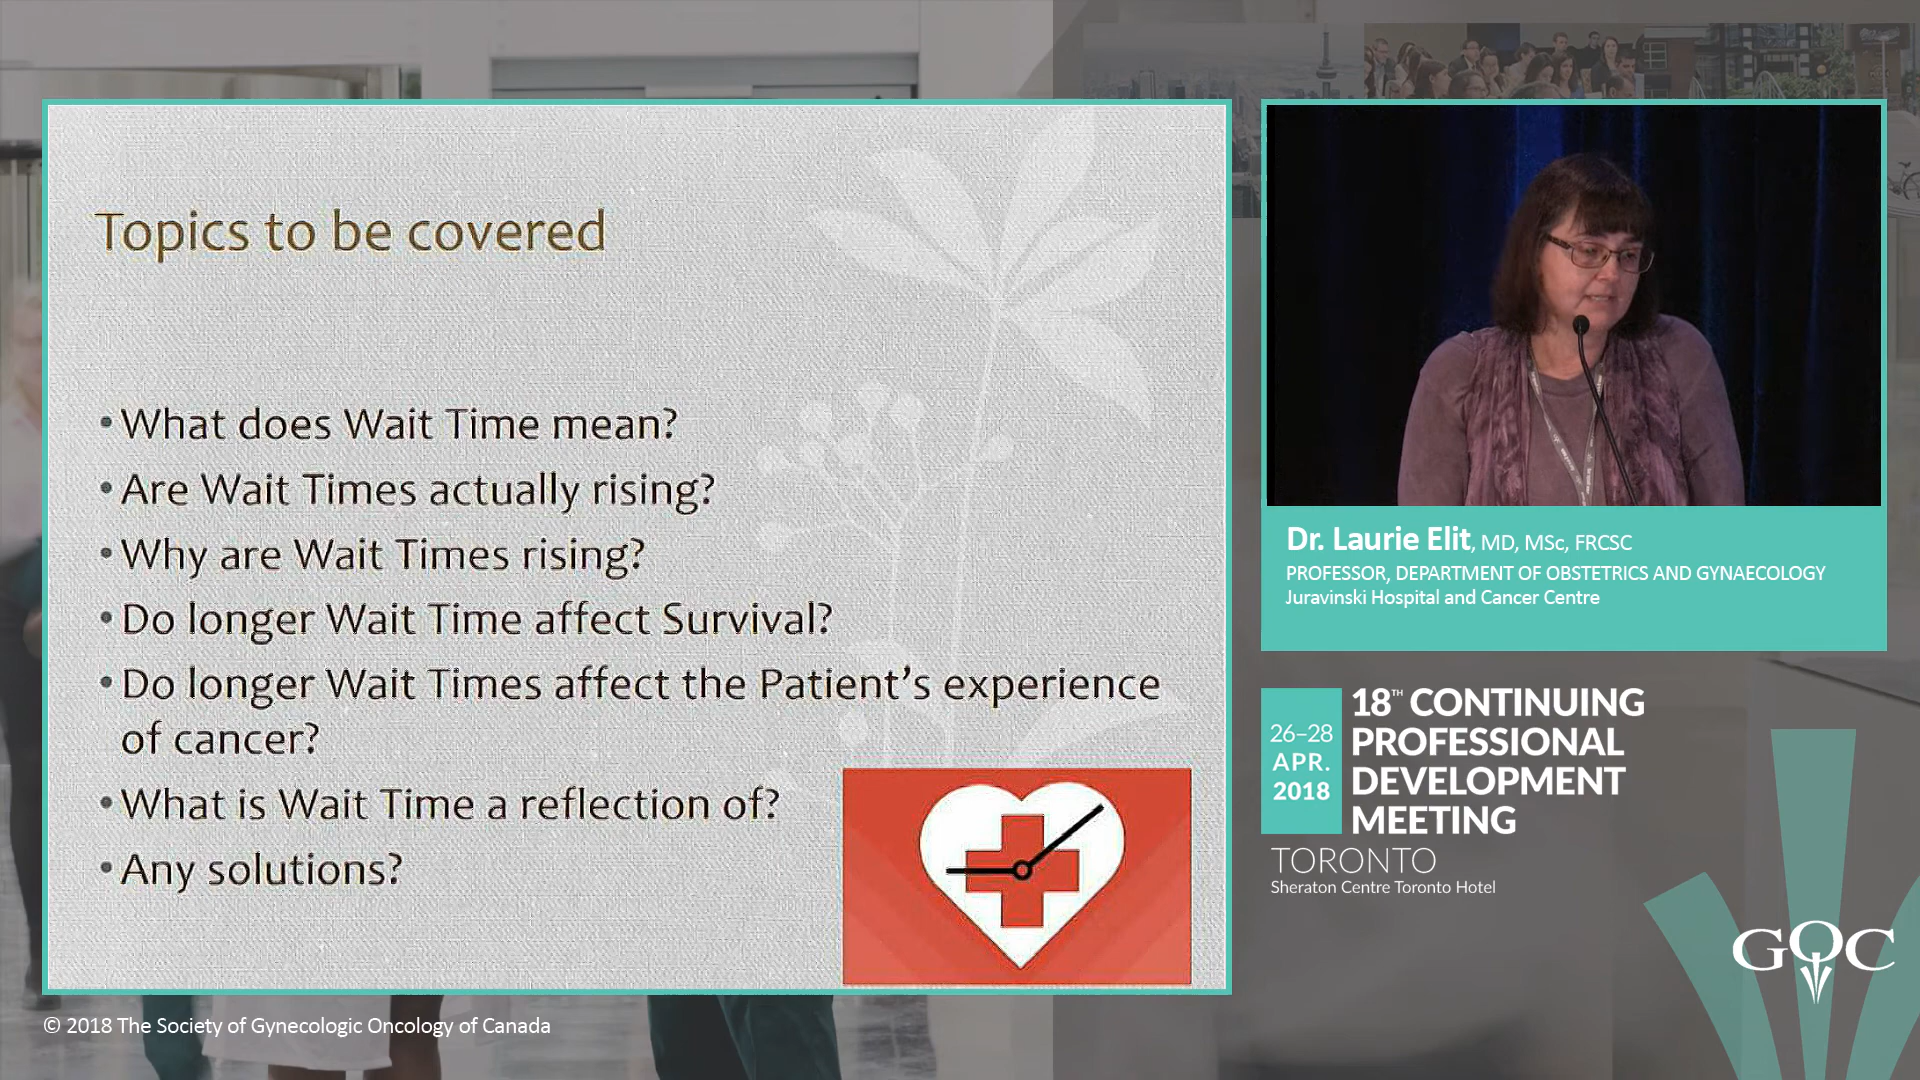 Topics to be covered
• What does Wait Time mean?
• Are Wait Times actually rising?
• Why are Wait Times rising?
• Do longer Wait Time affect Survival?
• Do longer Wait Times affect the Patient’s experience
of cancer?
• What is Wait Time a reflection of?
• Any solutions?
Dr. Laurie Elit, MD, MSc, FRCSC
PROFESSOR, DEPARTMENT OF OBSTETRICS AND GYNAECOLOGY
Juravinski Hospital and Cancer Centre
26–28
APR.
2018
18TH CONTINUING
PROFESSIONAL
DEVELOPMENT
MEETING
TORONTO
Sheraton Centre Toronto Hotel
GOC
© 2018 The Society of Gynecologic Oncology of Canada